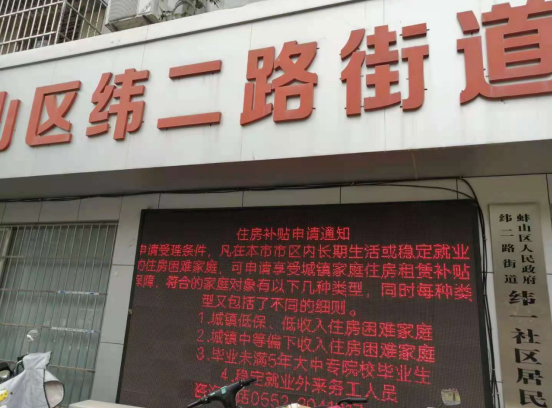 山区纬二路街道
住房补贴申请通知
申请受理条件，凡在本市市区内长期生活或稳定就业
的住房困难家庭，可申请享受城镇家庭住房租赁补贴
保障，符合的家庭对象有以下几种类型，同时每种类
型又包括了不同的细则。
1.城镇低保、低收入住房困难家庭
2.城镇中等偏下收入住房困难家庭
3.毕业未满5年大中专院校毕业生
4.稳定就业外来务工人员
蚌山区人民政府
纬二路街道
纬一社区居民